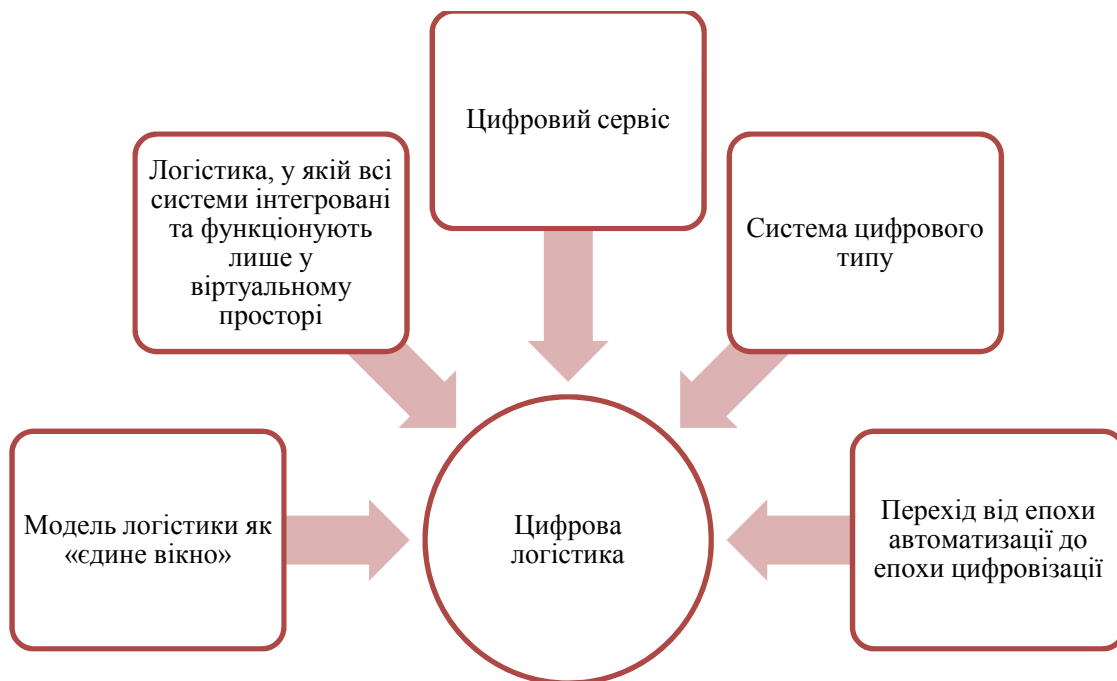 Цифровий сервіс
Логістика, у якій всі
системи інтегровані
та функціонують
лише у
віртуальному
просторі
Система цифрового
типу
Модель логістики як
«єдине вікно»
Цифрова
логістика
Перехід від епохи
автоматизації до
епохи цифровізації